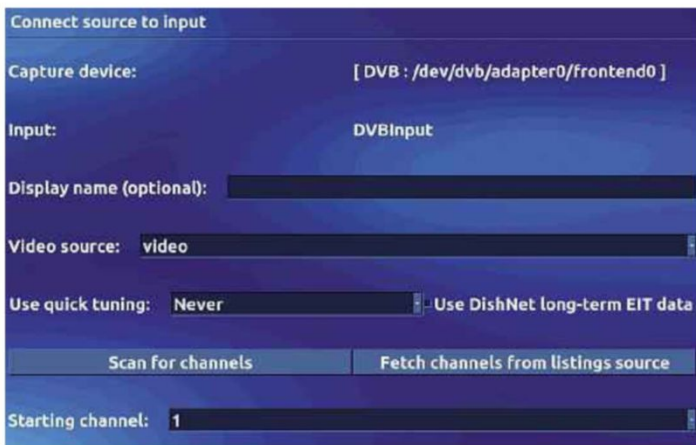 Connect source to input
Capture device: [ DVB : /dev/dvb/adapter0/frontend0 ]
Input: DVBInput
Display name (optional):
Video source: video
Use quick tuning: Never Use DishNet long-term EIT data
Scan for channels Fetch channels from listings source
Starting channel: 1